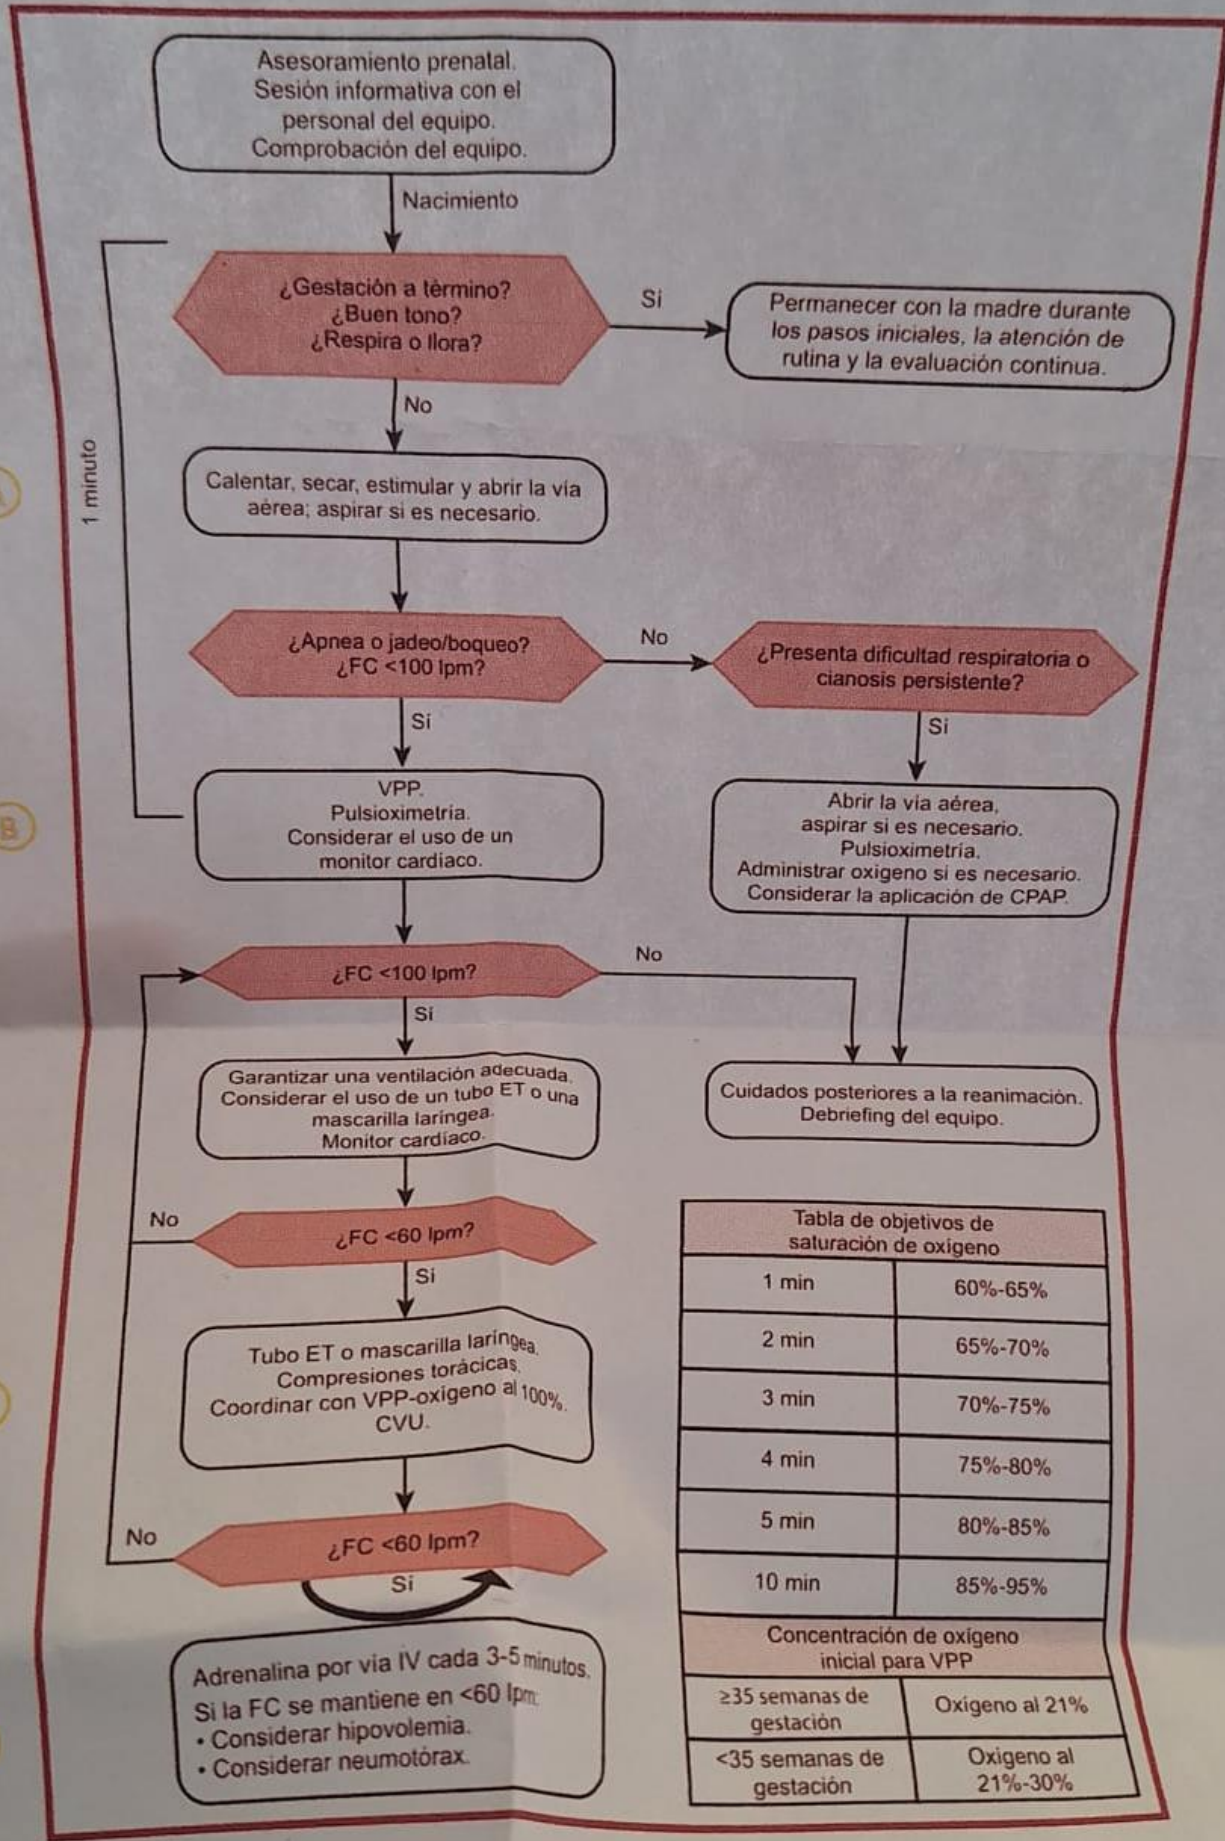 Asesoramiento prenatal.
Sesión informativa con el
personal del equipo.
Comprobación del equipo.
Nacimiento
1 minuto
¿Gestación a término?
¿Buen tono?
¿Respira o llora?
Sí
Permanecer con la madre durante
los pasos iniciales, la atención de
rutina y la evaluación continua.
No
A
Calentar, secar, estimular y abrir la vía
aérea; aspirar si es necesario.
¿Apnea o jadeo/boqueo?
¿FC <100 lpm?
No
¿Presenta dificultad respiratoria o
cianosis persistente?
Sí
Sí
B
VPP.
Pulsioximetría.
Considerar el uso de un
monitor cardíaco.
Abrir la vía aérea,
aspirar si es necesario.
Pulsioximetría.
Administrar oxígeno si es necesario.
Considerar la aplicación de CPAP.
¿FC <100 lpm?
No
Sí
Garantizar una ventilación adecuada.
Considerar el uso de un tubo ET o una
mascarilla laríngea.
Monitor cardíaco.
Cuidados posteriores a la reanimación.
Debriefing del equipo.
No
¿FC <60 lpm?
Sí
Tubo ET o mascarilla laríngea.
Compresiones torácicas.
Coordinar con VPP-oxígeno al 100%.
CVU.
No
¿FC <60 lpm?
Sí
Adrenalina por vía IV cada 3-5 minutos.
Si la FC se mantiene en <60 lpm:
• Considerar hipovolemia.
• Considerar neumotórax.
Tabla de objetivos de
saturación de oxígeno
1 min 60%-65%
2 min 65%-70%
3 min 70%-75%
4 min 75%-80%
5 min 80%-85%
10 min 85%-95%
Concentración de oxígeno
inicial para VPP
≥35 semanas de
gestación
Oxígeno al 21%
<35 semanas de
gestación
Oxígeno al
21%-30%